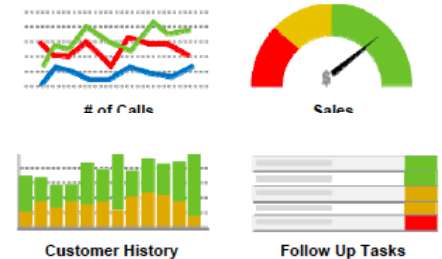 # of Calls
Sales
$
Customer History
Follow Up Tasks